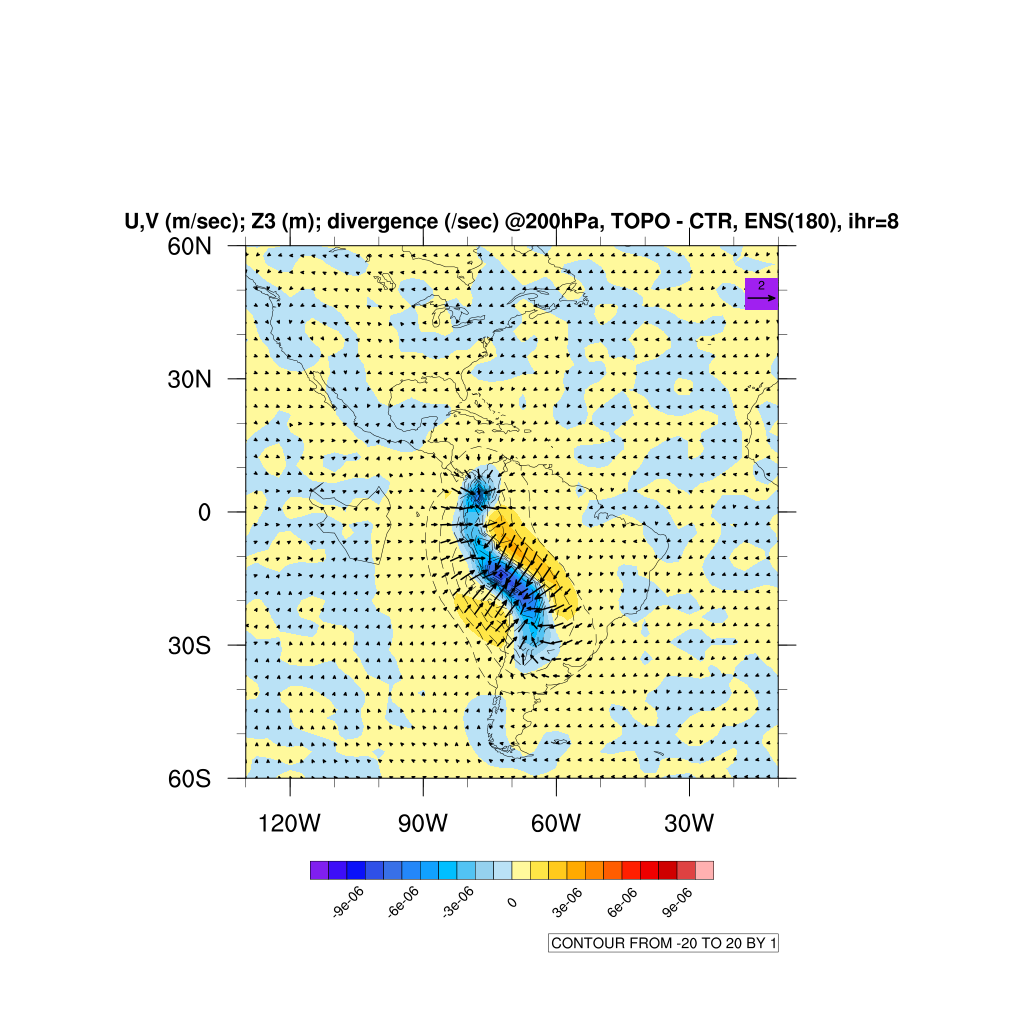 U,V (m/sec); Z3 (m); divergence (/sec) @200hPa, TOPO - CTR, ENS(180), ihr=8
60N
2
30N
0
30S
60S
120W 90W 60W 30W
-9e-06 -6e-06 -3e-06 0 3e-06 6e-06 9e-06
CONTOUR FROM -20 TO 20 BY 1